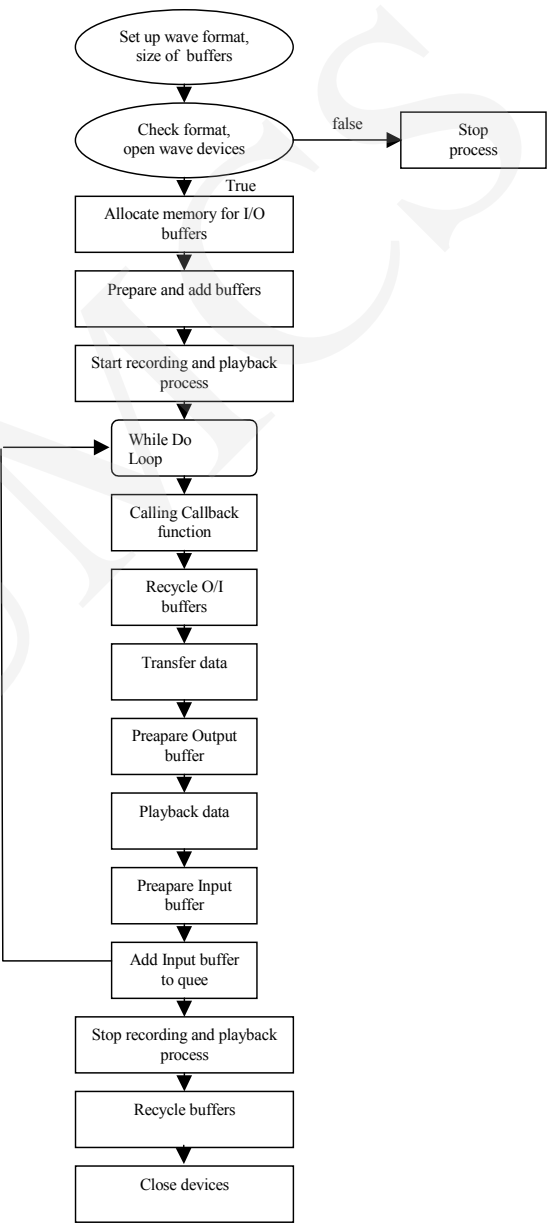 Set up wave format,
size of buffers
Check format,
open wave devices
false
Stop
process
True
Allocate memory for I/O
buffers
Prepare and add buffers
Start recording and playback
process
While Do
Loop
Calling Callback
function
Recycle O/I
buffers
Transfer data
Preapare Output
buffer
Playback data
Preapare Input
buffer
Add Input buffer
to quee
Stop recording and playback
process
Recycle buffers
Close devices